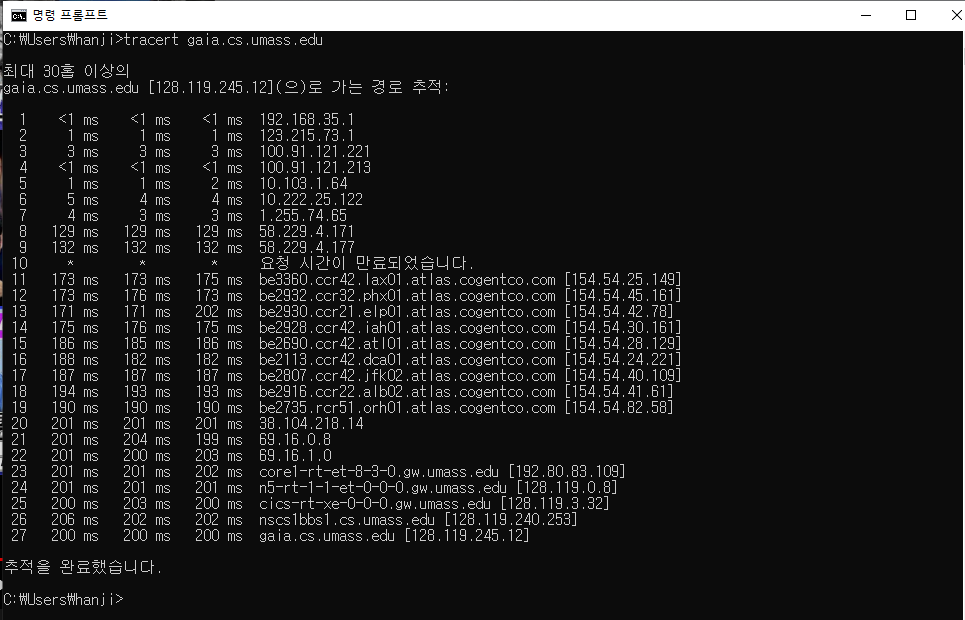 명령 프롬프트
C:\Users\hanji>tracert gaia.cs.umass.edu
최대 30홉 이상의
gaia.cs.umass.edu [128.119.245.12](으)로 가는 경로 추적:
1 <1 ms <1 ms <1 ms 192.168.35.1
2 1 ms 1 ms 1 ms 123.215.73.1
3 3 ms 3 ms 3 ms 100.91.121.221
4 <1 ms <1 ms <1 ms 100.91.121.213
5 1 ms 1 ms 2 ms 10.103.1.64
6 5 ms 4 ms 4 ms 10.222.25.122
7 4 ms 3 ms 3 ms 1.255.74.65
8 129 ms 129 ms 129 ms 58.229.4.171
9 132 ms 132 ms 132 ms 58.229.4.177
10 * * * 요청 시간이 만료되었습니다.
11 173 ms 173 ms 175 ms be3360.ccr42.lax01.atlas.cogentco.com [154.54.25.149]
12 173 ms 176 ms 173 ms be2932.ccr32.phx01.atlas.cogentco.com [154.54.45.161]
13 171 ms 171 ms 202 ms be2930.ccr21.elp01.atlas.cogentco.com [154.54.42.78]
14 175 ms 176 ms 175 ms be2928.ccr42.iah01.atlas.cogentco.com [154.54.30.161]
15 186 ms 185 ms 186 ms be2690.ccr42.atl01.atlas.cogentco.com [154.54.28.129]
16 188 ms 182 ms 182 ms be2113.ccr42.dca01.atlas.cogentco.com [154.54.24.221]
17 187 ms 187 ms 187 ms be2807.ccr42.jfk02.atlas.cogentco.com [154.54.40.109]
18 194 ms 193 ms 193 ms be2916.ccr22.alb02.atlas.cogentco.com [154.54.41.61]
19 190 ms 190 ms 190 ms be2735.rcr51.orh01.atlas.cogentco.com [154.54.82.58]
20 201 ms 201 ms 201 ms 38.104.218.14
21 201 ms 204 ms 199 ms 69.16.0.8
22 201 ms 200 ms 203 ms 69.16.1.0
23 201 ms 201 ms 202 ms core1-rt-et-8-3-0.gw.umass.edu [192.80.83.109]
24 201 ms 201 ms 201 ms n5-rt-1-1-et-0-0-0.gw.umass.edu [128.119.0.8]
25 200 ms 203 ms 200 ms cics-rt-xe-0-0-0.gw.umass.edu [128.119.3.32]
26 206 ms 202 ms 202 ms nscs1bbs1.cs.umass.edu [128.119.240.253]
27 200 ms 200 ms 200 ms gaia.cs.umass.edu [128.119.245.12]
추적을 완료했습니다.
C:\Users\hanji>